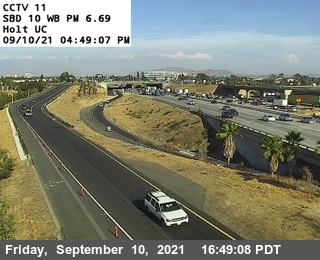 CCTV 11
SBD 10 WB PM 6.69
Holt UC
09/10/21 04:49:07 PM
Friday, September 10, 2021 16:49:08 PDT